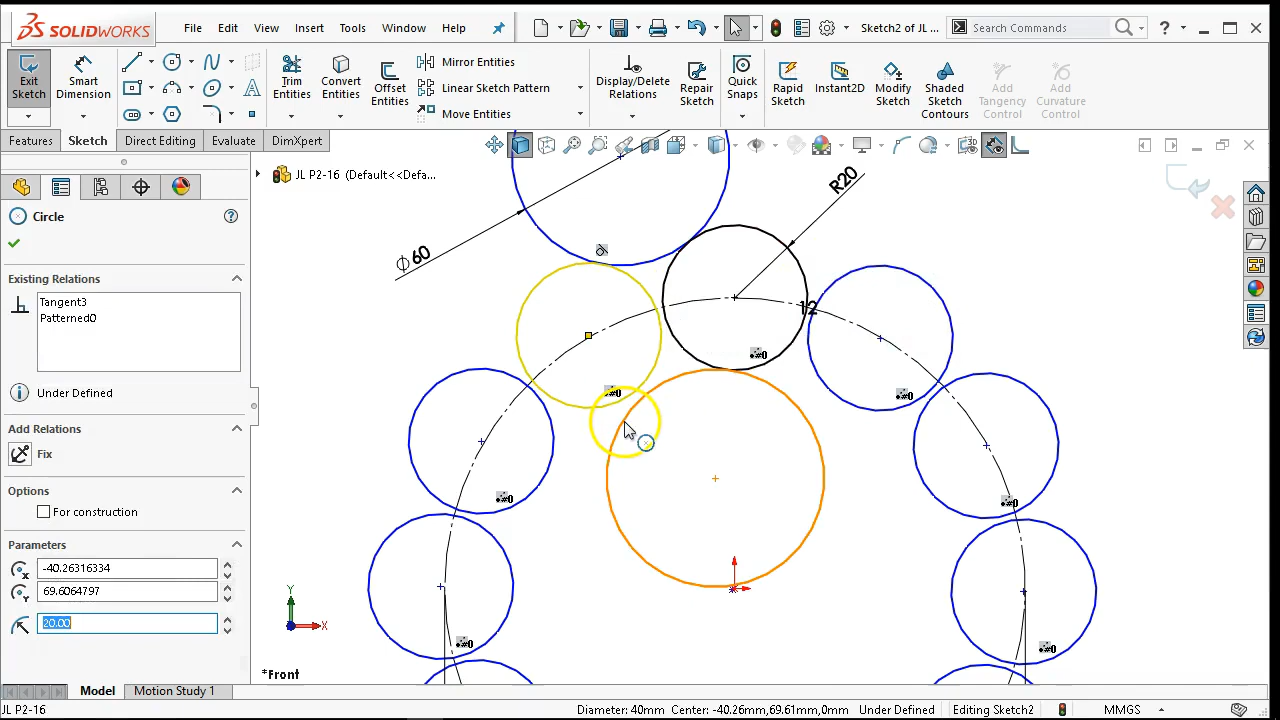 SOLIDWORKS File Edit View Insert Tools Window Help Sketch2 of JL ... Search Commands
Exit Sketch
Smart Dimension
Trim Entities
Convert Entities
Offset Entities
Mirror Entities
Linear Sketch Pattern
Move Entities
Display/Delete Relations
Repair Sketch
Quick Snaps
Rapid Sketch
Instant2D
Modify Sketch
Shaded Sketch Contours
Add Tangency Control
Add Curvature Control
Features Sketch Direct Editing Evaluate DimXpert
JL P2-16 (Default<<Defa...
Circle
Existing Relations
Tangent3
Patterned0
Under Defined
Add Relations
Fix
Options
For construction
Parameters
-40.26316334
69.6064797
20.00
R20
∅60
12
Y
X
*Front
Model Motion Study 1
JL P2-16 Diameter: 40mm Center: -40.26mm,69.61mm,0mm Under Defined Editing Sketch2 MMGS